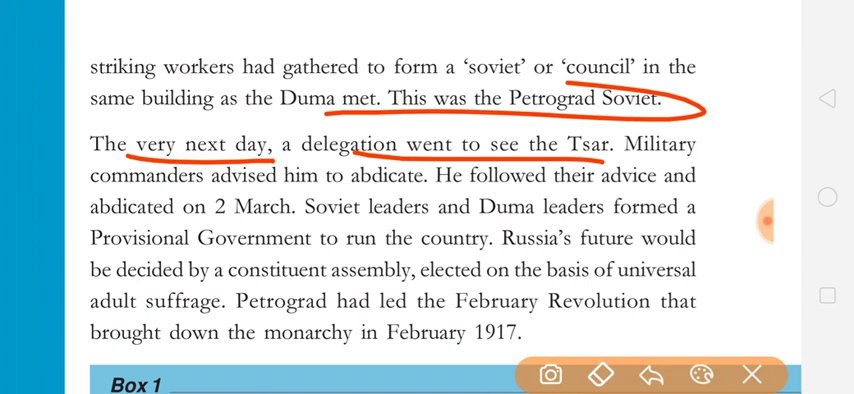 striking workers had gathered to form a ‘soviet’ or ‘council’ in the
same building as the Duma met. This was the Petrograd Soviet.
The very next day, a delegation went to see the Tsar. Military
commanders advised him to abdicate. He followed their advice and
abdicated on 2 March. Soviet leaders and Duma leaders formed a
Provisional Government to run the country. Russia’s future would
be decided by a constituent assembly, elected on the basis of universal
adult suffrage. Petrograd had led the February Revolution that
brought down the monarchy in February 1917.
Box 1